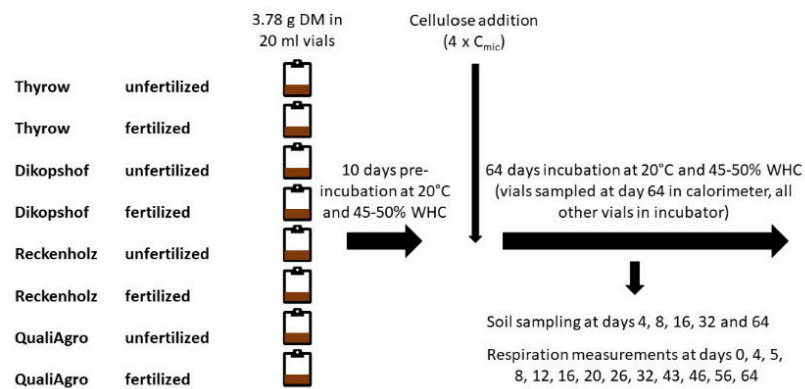 3.78 g DM in
20 ml vials
Cellulose addition
(4 x Cmic)
Thyrow unfertilized
Thyrow fertilized
Dikopshof unfertilized
Dikopshof fertilized
Reckenholz unfertilized
Reckenholz fertilized
QualiAgro unfertilized
QualiAgro fertilized
10 days pre-
incubation at 20°C
and 45-50% WHC
64 days incubation at 20°C and 45-50% WHC
(vials sampled at day 64 in calorimeter, all
other vials in incubator)
Soil sampling at days 4, 8, 16, 32 and 64
Respiration measurements at days 0, 4, 5,
8, 12, 16, 20, 26, 32, 43, 46, 56, 64